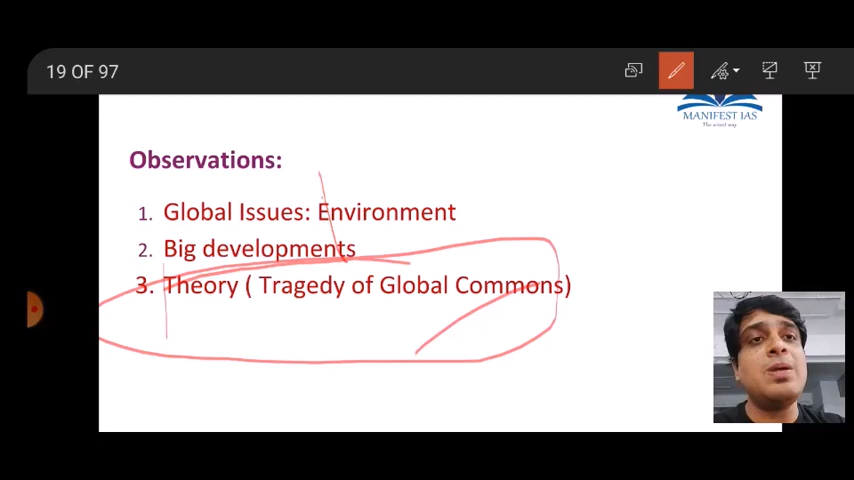 19 OF 97
MANIFEST IAS
Observations:
1. Global Issues: Environment
2. Big developments
3. Theory ( Tragedy of Global Commons)